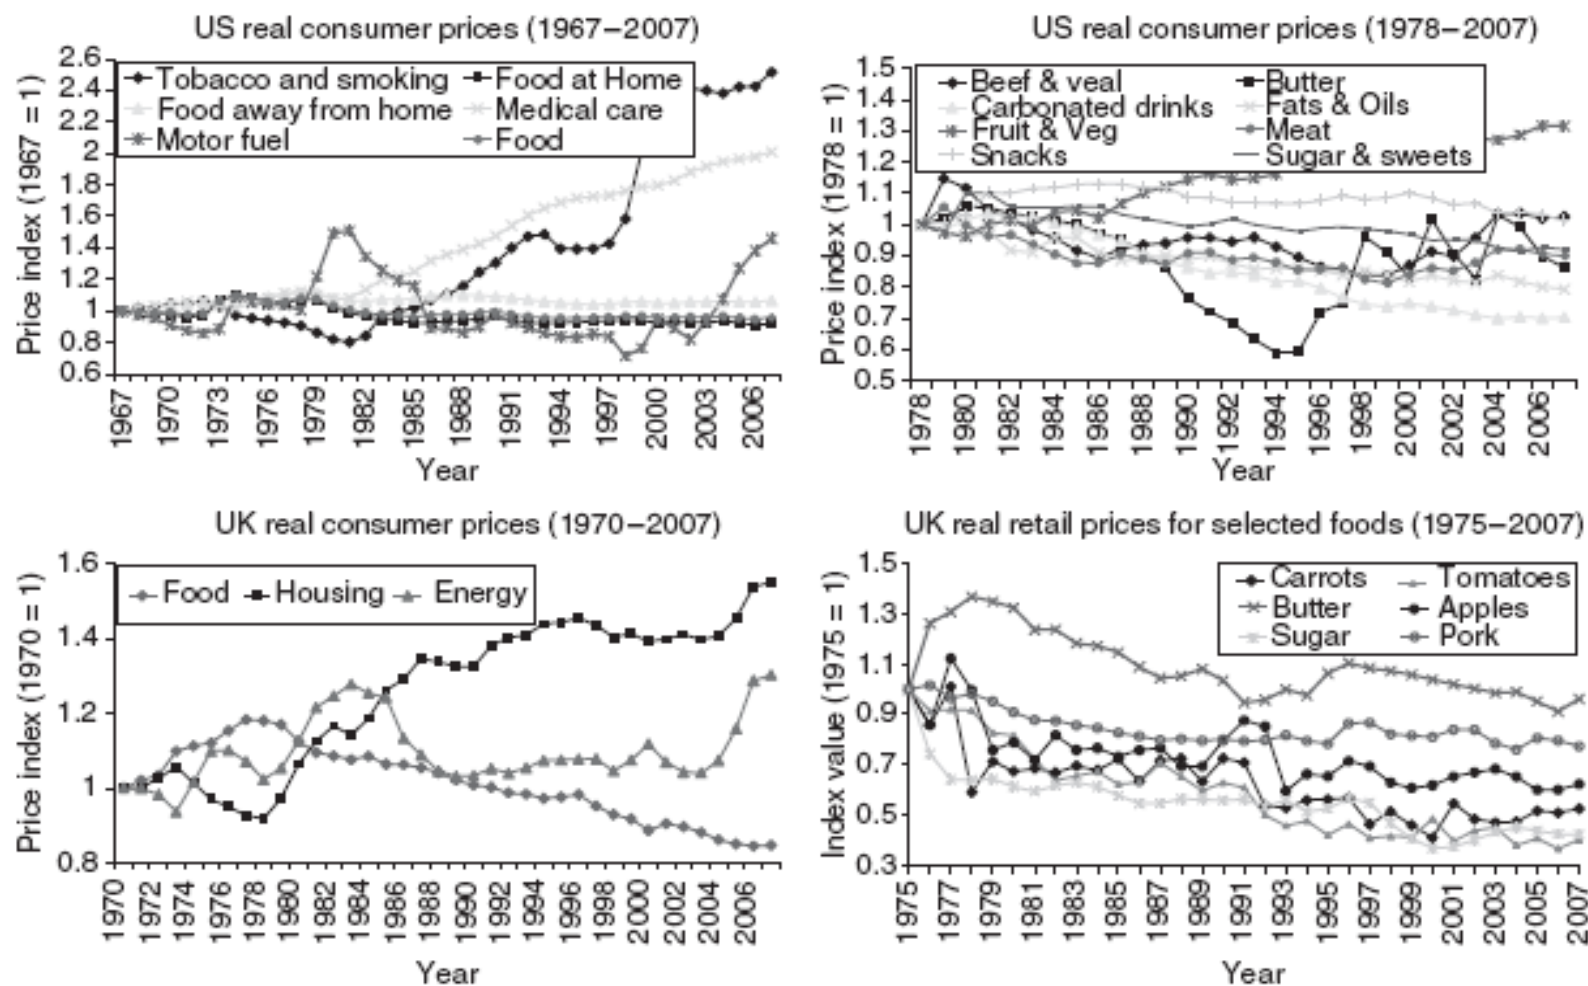 US real consumer prices (1967–2007)
Price index (1967 = 1)
2.6
2.4
2.2
2
1.8
1.6
1.4
1.2
1
0.8
0.6
Tobacco and smoking Food at Home
Food away from home Medical care
Motor fuel Food
1967 1970 1973 1976 1979 1982 1985 1988 1991 1994 1997 2000 2003 2006
Year
US real consumer prices (1978–2007)
Price index (1978 = 1)
1.5
1.4
1.3
1.2
1.1
1
0.9
0.8
0.7
0.6
0.5
Beef & veal Butter
Carbonated drinks Fats & Oils
Fruit & Veg Meat
Snacks Sugar & sweets
1978 1980 1982 1984 1986 1988 1990 1992 1994 1996 1998 2000 2002 2004 2006
Year
UK real consumer prices (1970–2007)
Price index (1970 = 1)
1.6
1.4
1.2
1
0.8
Food Housing Energy
1970 1972 1974 1976 1978 1980 1982 1984 1986 1988 1990 1992 1994 1996 1998 2000 2002 2004 2006
Year
UK real retail prices for selected foods (1975–2007)
Index value (1975 = 1)
1.5
1.3
1.1
0.9
0.7
0.5
0.3
Carrots Tomatoes
Butter Apples
Sugar Pork
1975 1977 1979 1981 1983 1985 1987 1989 1991 1993 1995 1997 1999 2001 2003 2005 2007
Year